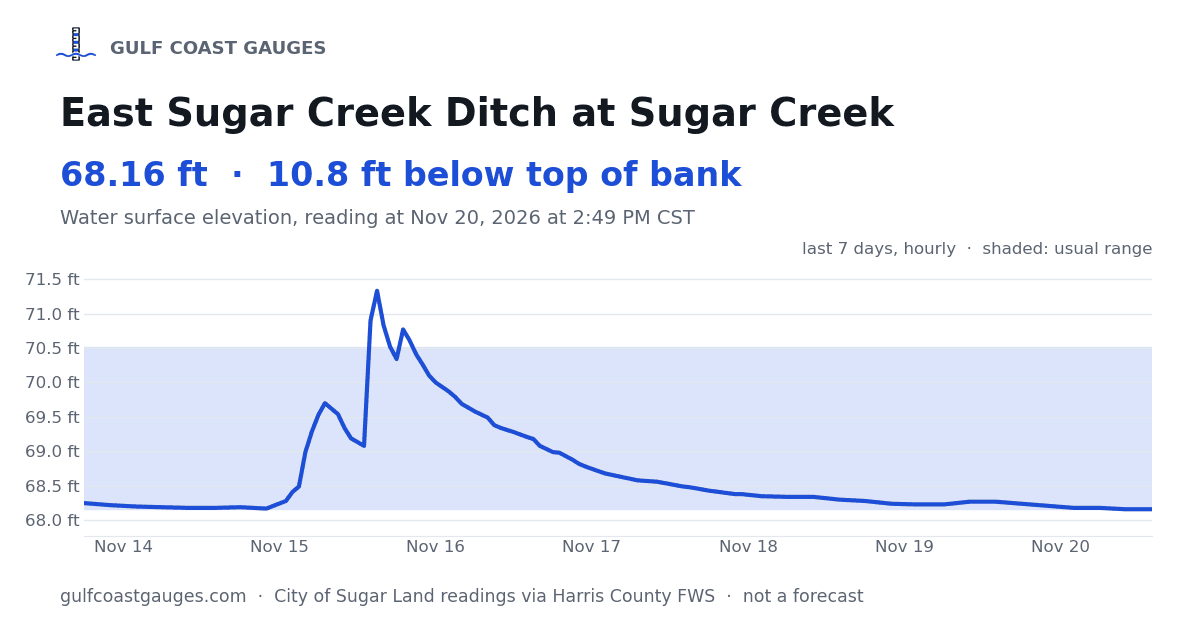 GULF COAST GAUGES
East Sugar Creek Ditch at Sugar Creek
68.16 ft · 10.8 ft below top of bank
Water surface elevation, reading at Nov 20, 2026 at 2:49 PM CST
last 7 days, hourly · shaded: usual range
71.5 ft
71.0 ft
70.5 ft
70.0 ft
69.5 ft
69.0 ft
68.5 ft
68.0 ft
Nov 14 Nov 15 Nov 16 Nov 17 Nov 18 Nov 19 Nov 20
gulfcoastgauges.com · City of Sugar Land readings via Harris County FWS · not a forecast